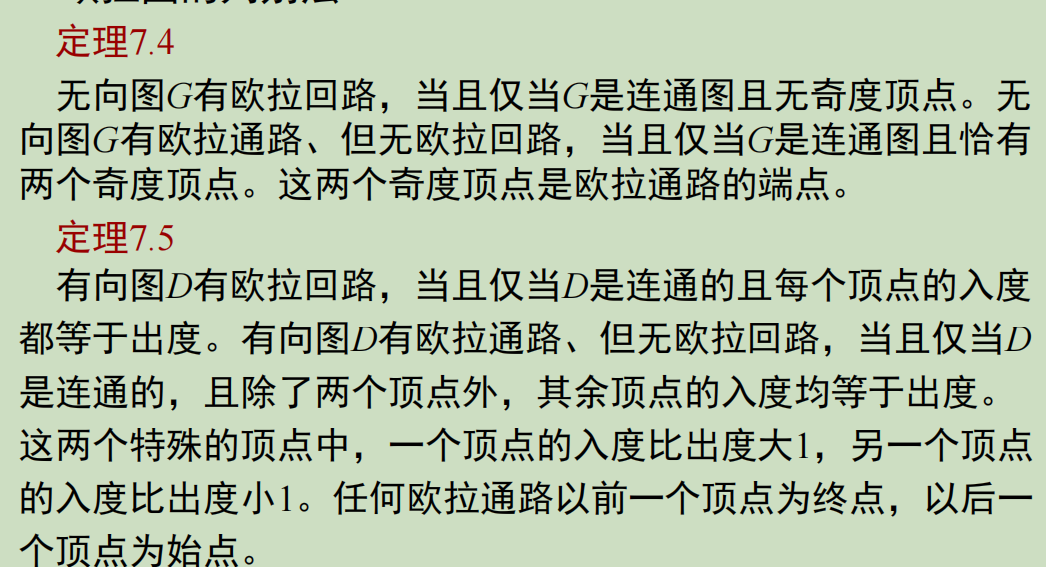 定理7.4
无向图G有欧拉回路，当且仅当G是连通图且无奇度顶点。无
向图G有欧拉通路、但无欧拉回路，当且仅当G是连通图且恰有
两个奇度顶点。这两个奇度顶点是欧拉通路的端点。
定理7.5
有向图D有欧拉回路，当且仅当D是连通的且每个顶点的入度
都等于出度。有向图D有欧拉通路、但无欧拉回路，当且仅当D
是连通的，且除了两个顶点外，其余顶点的入度均等于出度。
这两个特殊的顶点中，一个顶点的入度比出度大1，另一个顶点
的入度比出度小1。任何欧拉通路以前一个顶点为终点，以后一
个顶点为始点。